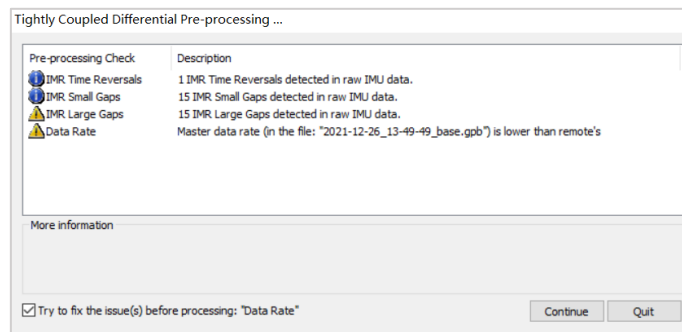 Tightly Coupled Differential Pre-processing ...
Pre-processing Check Description
IMR Time Reversals 1 IMR Time Reversals detected in raw IMU data.
IMR Small Gaps 15 IMR Small Gaps detected in raw IMU data.
IMR Large Gaps 15 IMR Large Gaps detected in raw IMU data.
Data Rate Master data rate (in the file: "2021-12-26_13-49-49_base.gpb") is lower than remote's
More information
Try to fix the issue(s) before processing: "Data Rate" Continue Quit